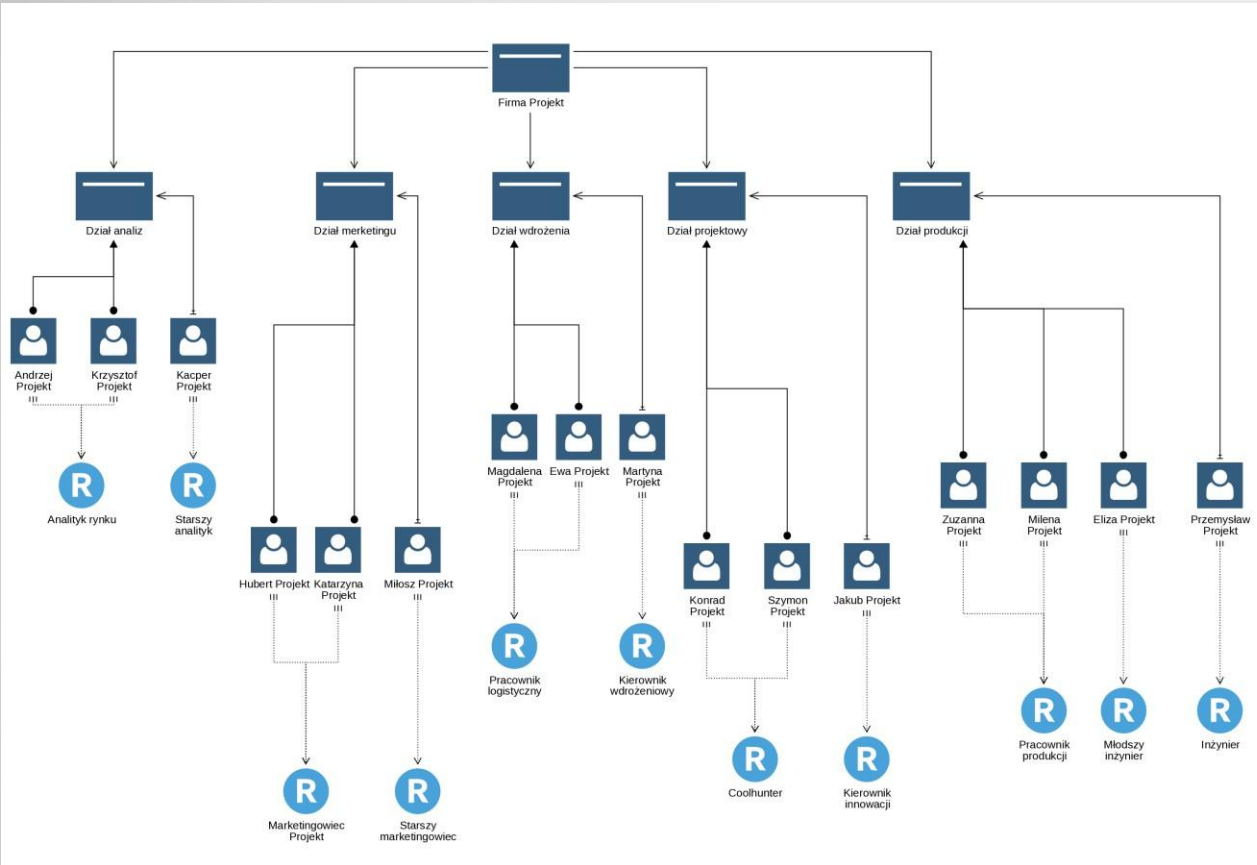 Firma Projekt
Dział analiz
Dział merketingu
Dział wdrożenia
Dział projektowy
Dział produkcji
Andrzej
Projekt
Krzysztof
Projekt
Kacper
Projekt
R
Analityk rynku
R
Starszy
analityk
Hubert Projekt
Katarzyna
Projekt
Miłosz Projekt
R
Marketingowiec
Projekt
R
Starszy
marketingowiec
Magdalena
Projekt
Ewa Projekt
Martyna
Projekt
R
Pracownik
logistyczny
R
Kierownik
wdrożeniowy
Konrad
Projekt
Szymon
Projekt
Jakub Projekt
R
Coolhunter
R
Kierownik
innowacji
Zuzanna
Projekt
Milena
Projekt
Eliza Projekt
Przemysław
Projekt
R
Pracownik
produkcji
R
Młodszy
inżynier
R
Inżynier